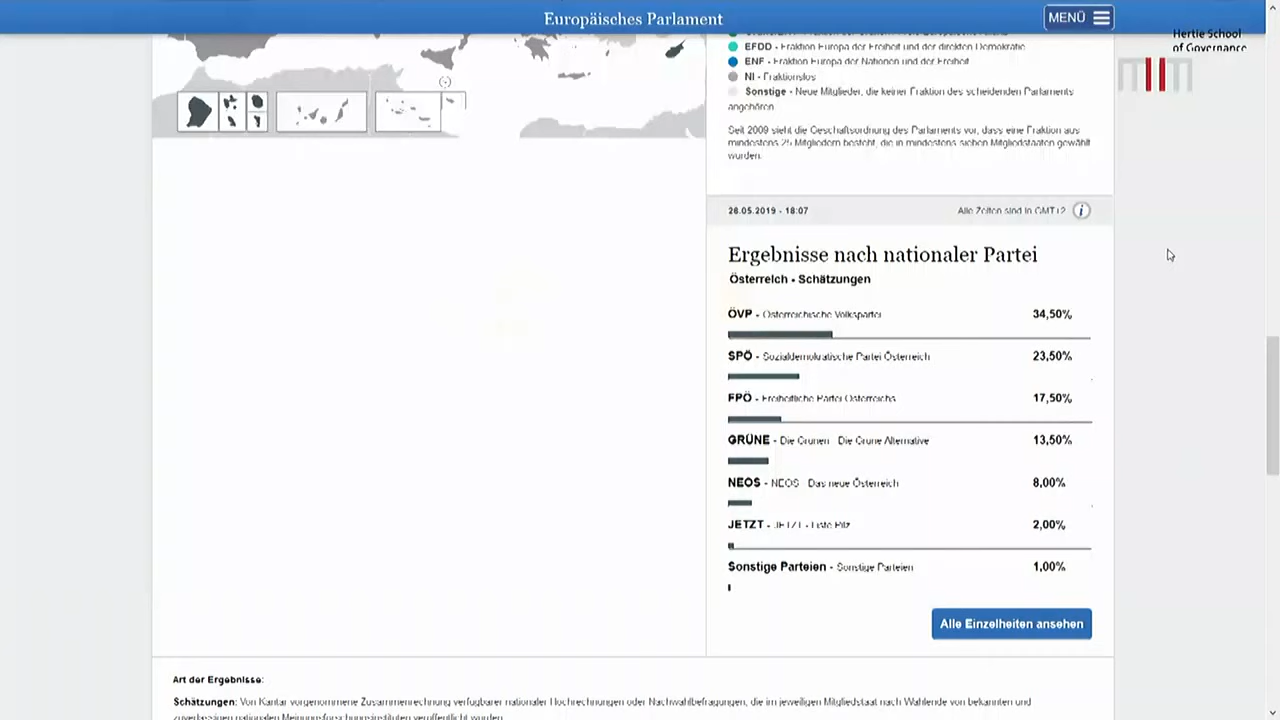 Europäisches Parlament
MENÜ
Hertie School
of Governance
EFDD - Fraktion Europa der Freiheit und der direkten Demokratie
ENF - Fraktion Europa der Nationen und der Freiheit
NI - Fraktionslos
Sonstige - Neue Mitglieder, die keiner Fraktion des scheidenden Parlaments
angehören
Seit 2009 sieht die Geschäftsordnung des Parlaments vor, dass eine Fraktion aus
mindestens 25 Mitgliedern besteht, die in mindestens sieben Mitgliedstaaten gewählt
wurden.
26.05.2019 - 18:07
Alle Zeiten sind in GMT+2
Ergebnisse nach nationaler Partei
Österreich • Schätzungen
ÖVP - Österreichische Volkspartei 34,50%
SPÖ - Sozialdemokratische Partei Österreich 23,50%
FPÖ - Freiheitliche Partei Österreichs 17,50%
GRÜNE - Die Grünen Die Grüne Alternative 13,50%
NEOS - NEOS Das neue Österreich 8,00%
JETZT - JETZT - Liste Pilz 2,00%
Sonstige Parteien - Sonstige Parteien 1,00%
Alle Einzelheiten ansehen
Art der Ergebnisse:
Schätzungen: Von Kantar vorgenommene Zusammenrechnung verfügbarer nationaler Hochrechnungen oder Nachwahlbefragungen, die im jeweiligen Mitgliedstaat nach Wahlende von bekannten und
zuverlässigen nationalen Meinungsforschungsinstituten veröffentlicht wurden